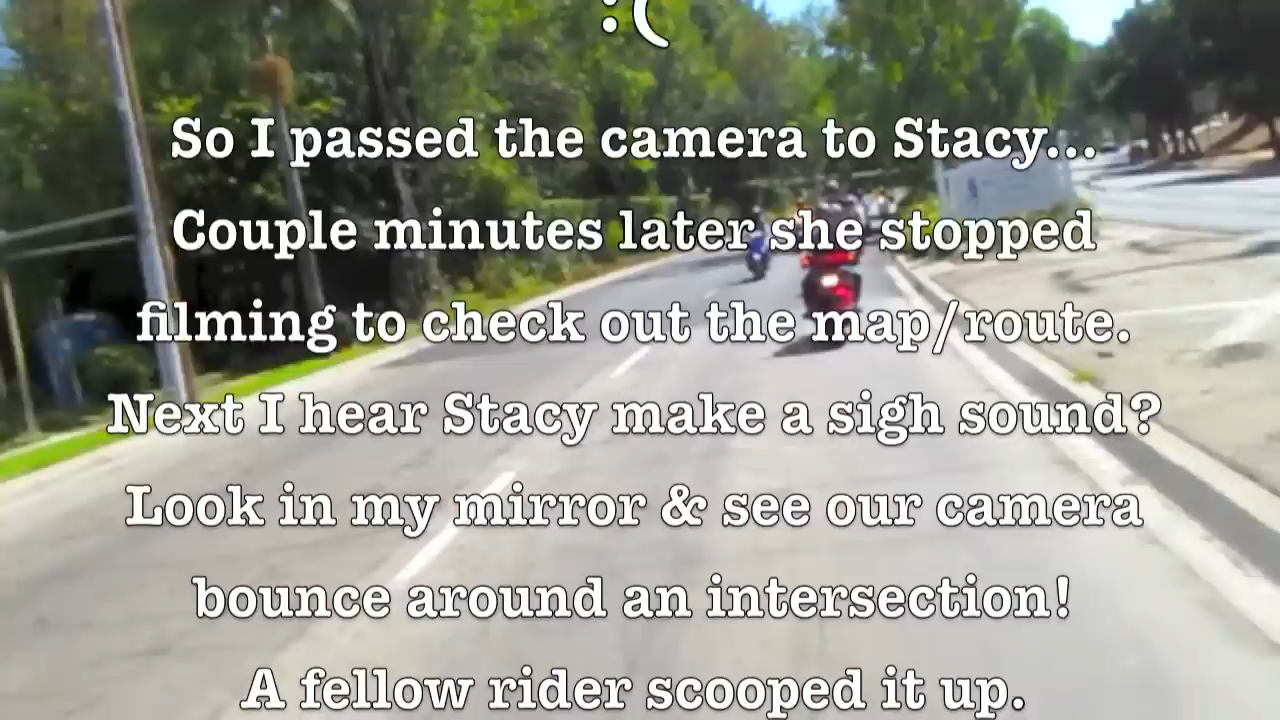 :(
So I passed the camera to Stacy...
Couple minutes later she stopped
filming to check out the map/route.
Next I hear Stacy make a sigh sound?
Look in my mirror & see our camera
bounce around an intersection!
A fellow rider scooped it up.